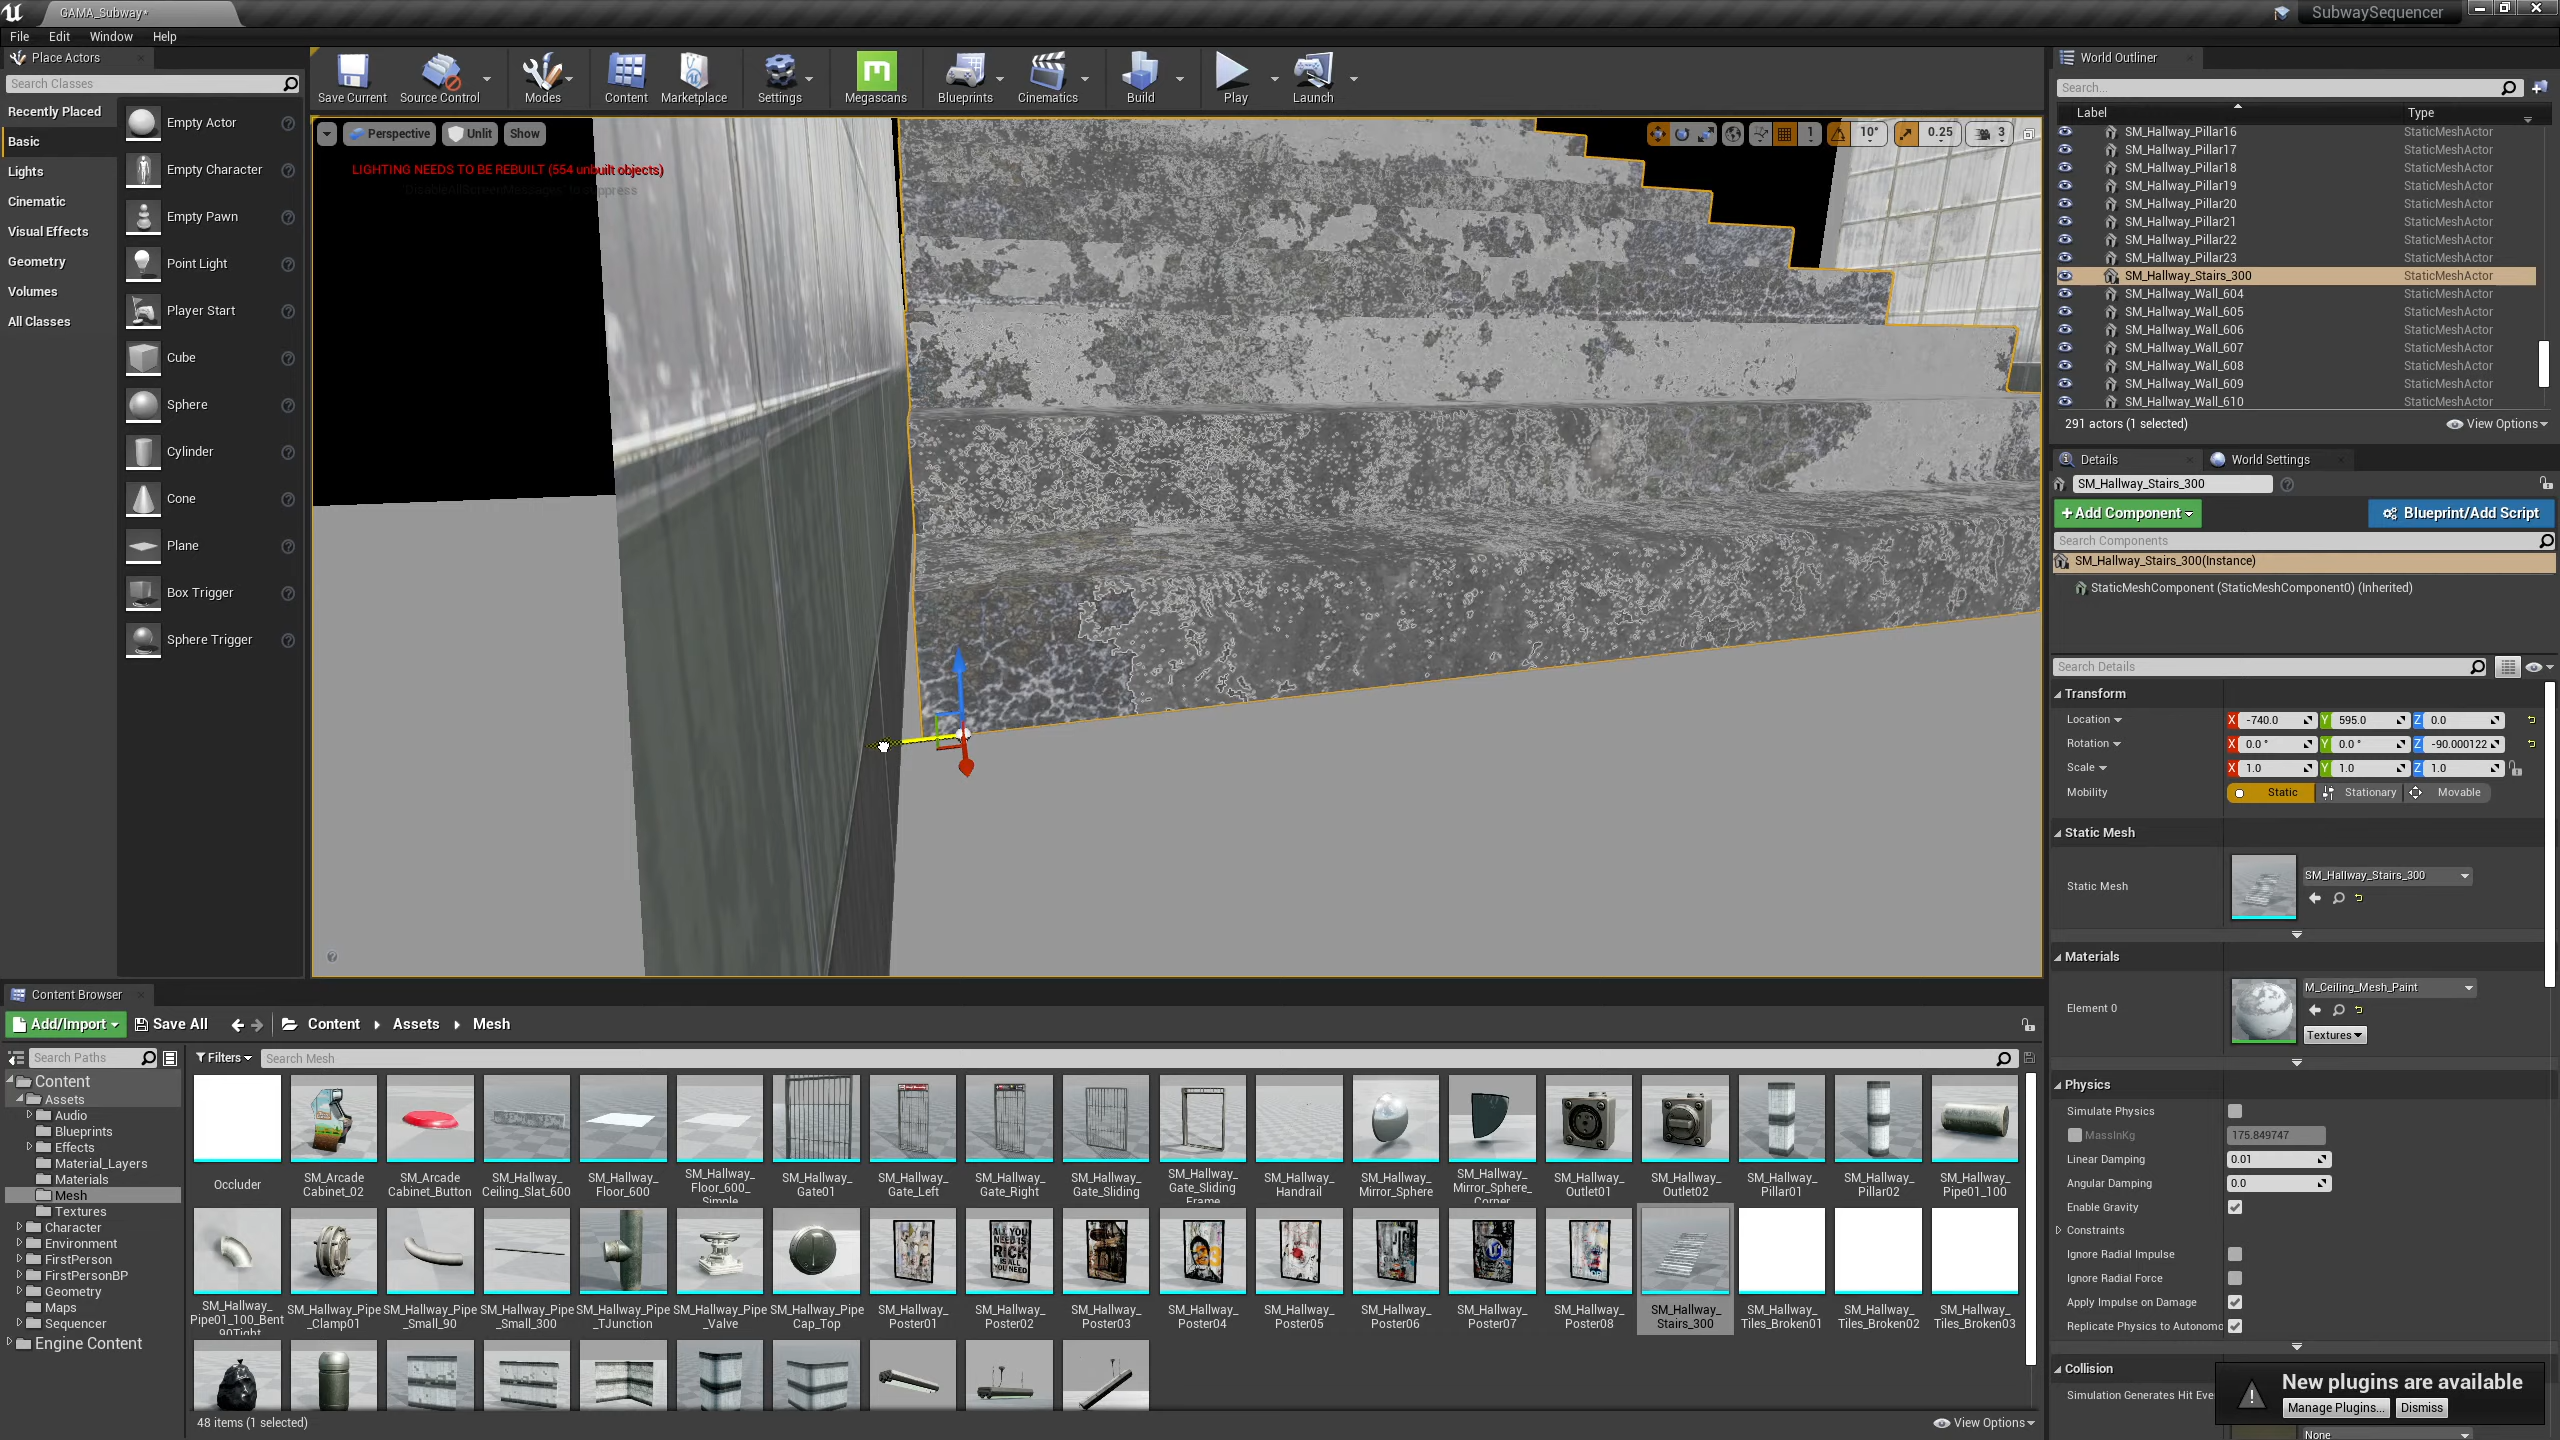 GAMA_Subway*
SubwaySequencer
File Edit Window Help
Place Actors
Search Classes
Recently Placed
Basic
Lights
Cinematic
Visual Effects
Geometry
Volumes
All Classes
Empty Actor
Empty Character
Empty Pawn
Point Light
Player Start
Cube
Sphere
Cylinder
Cone
Plane
Box Trigger
Sphere Trigger
Save Current
Source Control
Modes
Content
Marketplace
Settings
Megascans
Blueprints
Cinematics
Build
Play
Launch
Perspective Unlit Show
1 10° 0.25 3
LIGHTING NEEDS TO BE REBUILT (554 unbuilt objects)
'DisableAllScreenMessages' to suppress
World Outliner
Search...
Label Type
SM_Hallway_Pillar16 StaticMeshActor
SM_Hallway_Pillar17 StaticMeshActor
SM_Hallway_Pillar18 StaticMeshActor
SM_Hallway_Pillar19 StaticMeshActor
SM_Hallway_Pillar20 StaticMeshActor
SM_Hallway_Pillar21 StaticMeshActor
SM_Hallway_Pillar22 StaticMeshActor
SM_Hallway_Pillar23 StaticMeshActor
SM_Hallway_Stairs_300 StaticMeshActor
SM_Hallway_Wall_604 StaticMeshActor
SM_Hallway_Wall_605 StaticMeshActor
SM_Hallway_Wall_606 StaticMeshActor
SM_Hallway_Wall_607 StaticMeshActor
SM_Hallway_Wall_608 StaticMeshActor
SM_Hallway_Wall_609 StaticMeshActor
SM_Hallway_Wall_610 StaticMeshActor
291 actors (1 selected) View Options
Details World Settings
SM_Hallway_Stairs_300
+Add Component Blueprint/Add Script
Search Components
SM_Hallway_Stairs_300(Instance)
StaticMeshComponent (StaticMeshComponent0) (Inherited)
Search Details
Transform
Location X -740.0 Y 595.0 Z 0.0
Rotation X 0.0 ° Y 0.0 ° Z -90.000122
Scale X 1.0 Y 1.0 Z 1.0
Mobility Static Stationary Movable
Static Mesh
Static Mesh SM_Hallway_Stairs_300
Materials
Element 0 M_Ceiling_Mesh_Paint
Textures
Physics
Simulate Physics
MassInKg 175.849747
Linear Damping 0.01
Angular Damping 0.0
Enable Gravity
Constraints
Ignore Radial Impulse
Ignore Radial Force
Apply Impulse on Damage
Replicate Physics to Autonomo
Collision
Simulation Generates Hit Eve
None
New plugins are available
Manage Plugins... Dismiss
Content Browser
Add/Import Save All Content Assets Mesh
Search Paths
Filters Search Mesh
Content
Assets
Audio
Blueprints
Effects
Material_Layers
Materials
Mesh
Textures
Character
Environment
FirstPerson
FirstPersonBP
Geometry
Maps
Sequencer
Engine Content
Occluder
SM_Arcade Cabinet_02
SM_Arcade Cabinet_Button
SM_Hallway_ Ceiling_Slat_600
SM_Hallway_ Floor_600
SM_Hallway_ Floor_600_ Simple
SM_Hallway_ Gate01
SM_Hallway_ Gate_Left
SM_Hallway_ Gate_Right
SM_Hallway_ Gate_Sliding
SM_Hallway_ Gate_Sliding Frame
SM_Hallway_ Handrail
SM_Hallway_ Mirror_Sphere
SM_Hallway_ Mirror_Sphere_ Corner
SM_Hallway_ Outlet01
SM_Hallway_ Outlet02
SM_Hallway_ Pillar01
SM_Hallway_ Pillar02
SM_Hallway_ Pipe01_100
SM_Hallway_ Pipe01_100_Bent 90Tight
SM_Hallway_Pipe _Clamp01
SM_Hallway_Pipe _Small_90
SM_Hallway_Pipe _Small_300
SM_Hallway_Pipe _TJunction
SM_Hallway_Pipe _Valve
SM_Hallway_Pipe Cap_Top
SM_Hallway_ Poster01
ALL YOU NEED IS RICK IS ALL YOU NEED
SM_Hallway_ Poster02
SM_Hallway_ Poster03
SM_Hallway_ Poster04
SM_Hallway_ Poster05
SM_Hallway_ Poster06
SM_Hallway_ Poster07
SM_Hallway_ Poster08
SM_Hallway_ Stairs_300
SM_Hallway_ Tiles_Broken01
SM_Hallway_ Tiles_Broken02
SM_Hallway_ Tiles_Broken03
48 items (1 selected) View Options